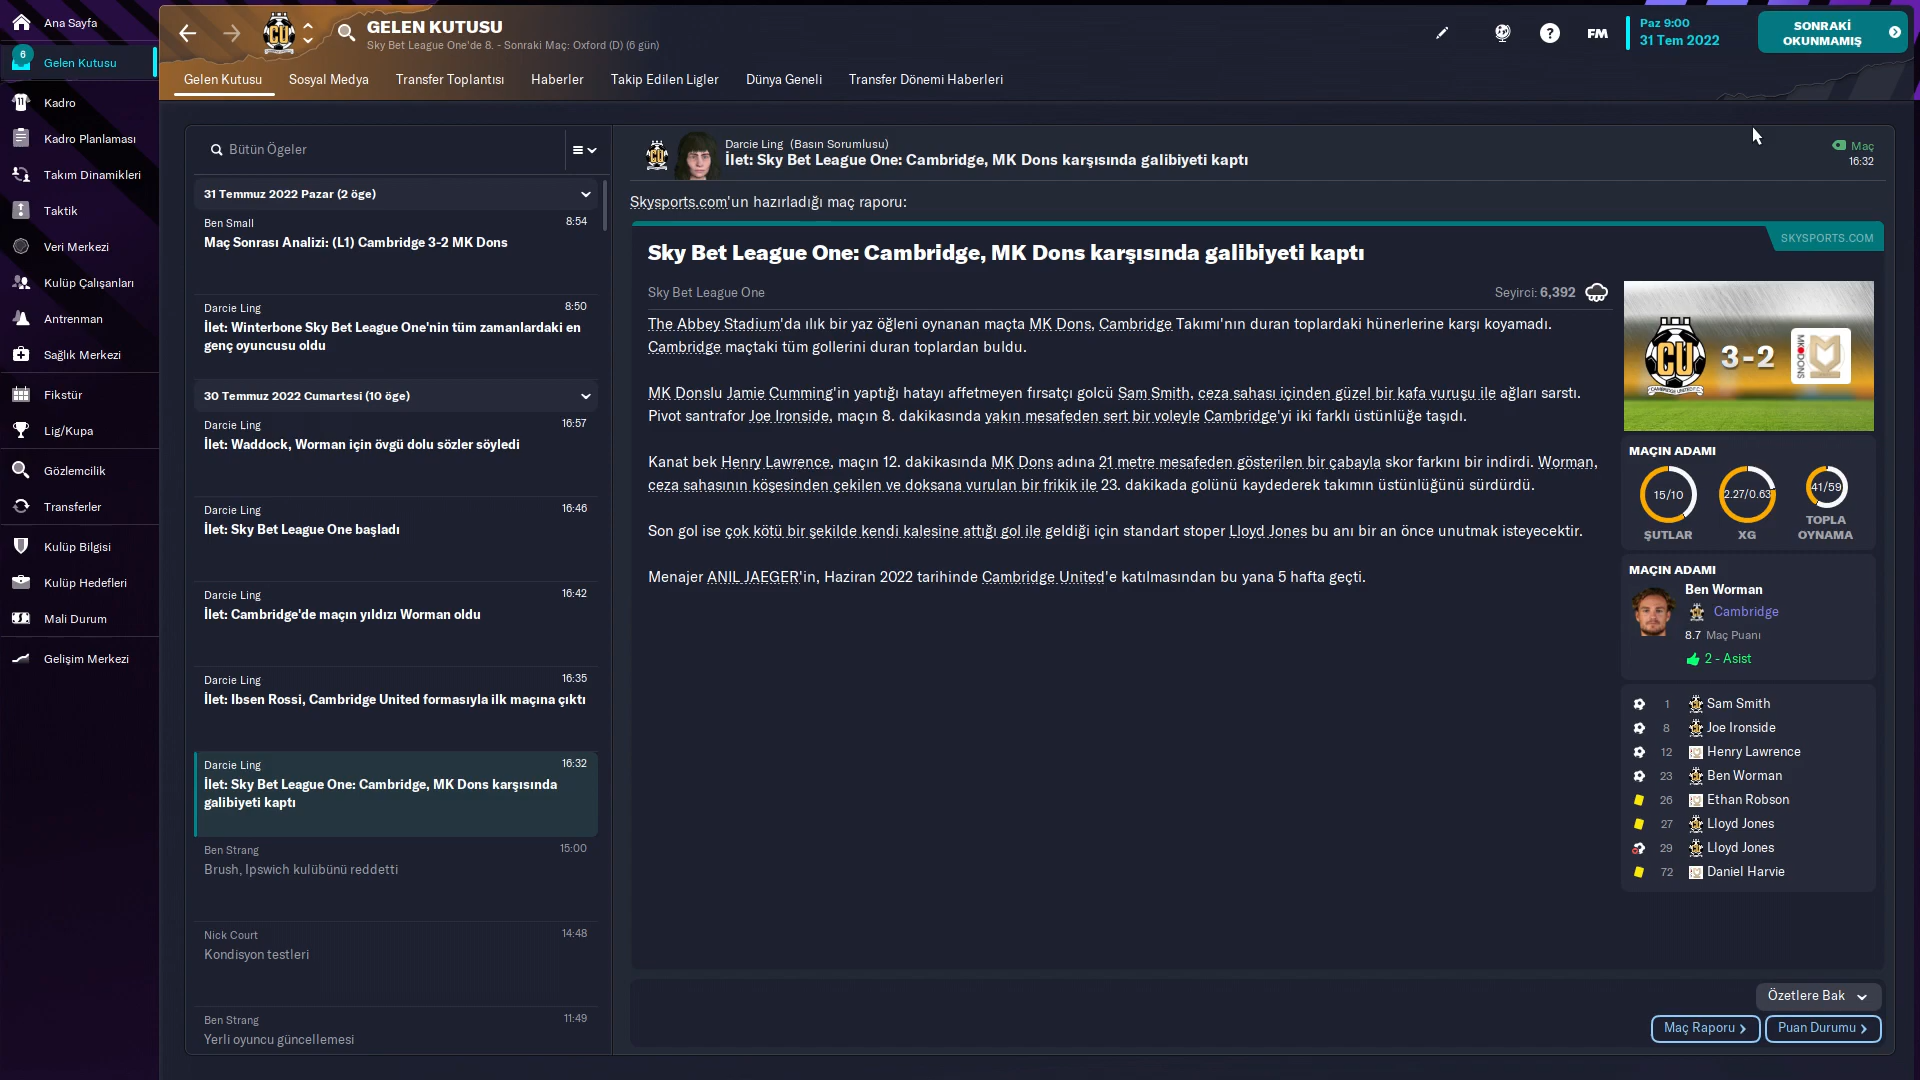 Ana Sayfa
6
Gelen Kutusu
Kadro
Kadro Planlaması
Takım Dinamikleri
Taktik
Veri Merkezi
Kulüp Çalışanları
Antrenman
Sağlık Merkezi
Fikstür
Lig/Kupa
Gözlemcilik
Transferler
Kulüp Bilgisi
Kulüp Hedefleri
Mali Durum
Gelişim Merkezi
GELEN KUTUSU
Sky Bet League One'de 8. - Sonraki Maç: Oxford (D) (6 gün)
FM
Paz 9:00
31 Tem 2022
SONRAKİ
OKUNMAMIŞ
Gelen Kutusu Sosyal Medya Transfer Toplantısı Haberler Takip Edilen Ligler Dünya Geneli Transfer Dönemi Haberleri
Bütün Ögeler
31 Temmuz 2022 Pazar (2 öge)
Ben Small 8:54
Maç Sonrası Analizi: (L1) Cambridge 3-2 MK Dons
Darcie Ling 8:50
İlet: Winterbone Sky Bet League One'nin tüm zamanlardaki en
genç oyuncusu oldu
30 Temmuz 2022 Cumartesi (10 öge)
Darcie Ling 16:57
İlet: Waddock, Worman için övgü dolu sözler söyledi
Darcie Ling 16:46
İlet: Sky Bet League One başladı
Darcie Ling 16:42
İlet: Cambridge'de maçın yıldızı Worman oldu
Darcie Ling 16:35
İlet: Ibsen Rossi, Cambridge United formasıyla ilk maçına çıktı
Darcie Ling 16:32
İlet: Sky Bet League One: Cambridge, MK Dons karşısında
galibiyeti kaptı
Ben Strang 15:00
Brush, Ipswich kulübünü reddetti
Nick Court 14:48
Kondisyon testleri
Ben Strang 11:49
Yerli oyuncu güncellemesi
Darcie Ling (Basın Sorumlusu)
İlet: Sky Bet League One: Cambridge, MK Dons karşısında galibiyeti kaptı
Maç
16:32
Skysports.com'un hazırladığı maç raporu:
SKYSPORTS.COM
Sky Bet League One: Cambridge, MK Dons karşısında galibiyeti kaptı
Sky Bet League One Seyirci: 6,392
The Abbey Stadium'da ılık bir yaz öğleni oynanan maçta MK Dons, Cambridge Takımı'nın duran toplardaki hünerlerine karşı koyamadı.
Cambridge maçtaki tüm gollerini duran toplardan buldu.
MK Donslu Jamie Cumming'in yaptığı hatayı affetmeyen fırsatçı golcü Sam Smith, ceza sahası içinden güzel bir kafa vuruşu ile ağları sarstı.
Pivot santrafor Joe Ironside, maçın 8. dakikasında yakın mesafeden sert bir voleyle Cambridge'yi iki farklı üstünlüğe taşıdı.
Kanat bek Henry Lawrence, maçın 12. dakikasında MK Dons adına 21 metre mesafeden gösterilen bir çabayla skor farkını bir indirdi. Worman,
ceza sahasının köşesinden çekilen ve doksana vurulan bir frikik ile 23. dakikada golünü kaydederek takımın üstünlüğünü sürdürdü.
Son gol ise çok kötü bir şekilde kendi kalesine attığı gol ile geldiği için standart stoper Lloyd Jones bu anı bir an önce unutmak isteyecektir.
Menajer ANIL JAEGER'in, Haziran 2022 tarihinde Cambridge United'e katılmasından bu yana 5 hafta geçti.
CU
3-2
MK DONS
MAÇIN ADAMI
15/10
2.27/0.63
41/59
ŞUTLAR
XG
TOPLA
OYNAMA
MAÇIN ADAMI
Ben Worman
Cambridge
8.7 Maç Puanı
2 - Asist
1 Sam Smith
8 Joe Ironside
12 Henry Lawrence
23 Ben Worman
26 Ethan Robson
27 Lloyd Jones
29 Lloyd Jones
72 Daniel Harvie
Özetlere Bak
Maç Raporu
Puan Durumu